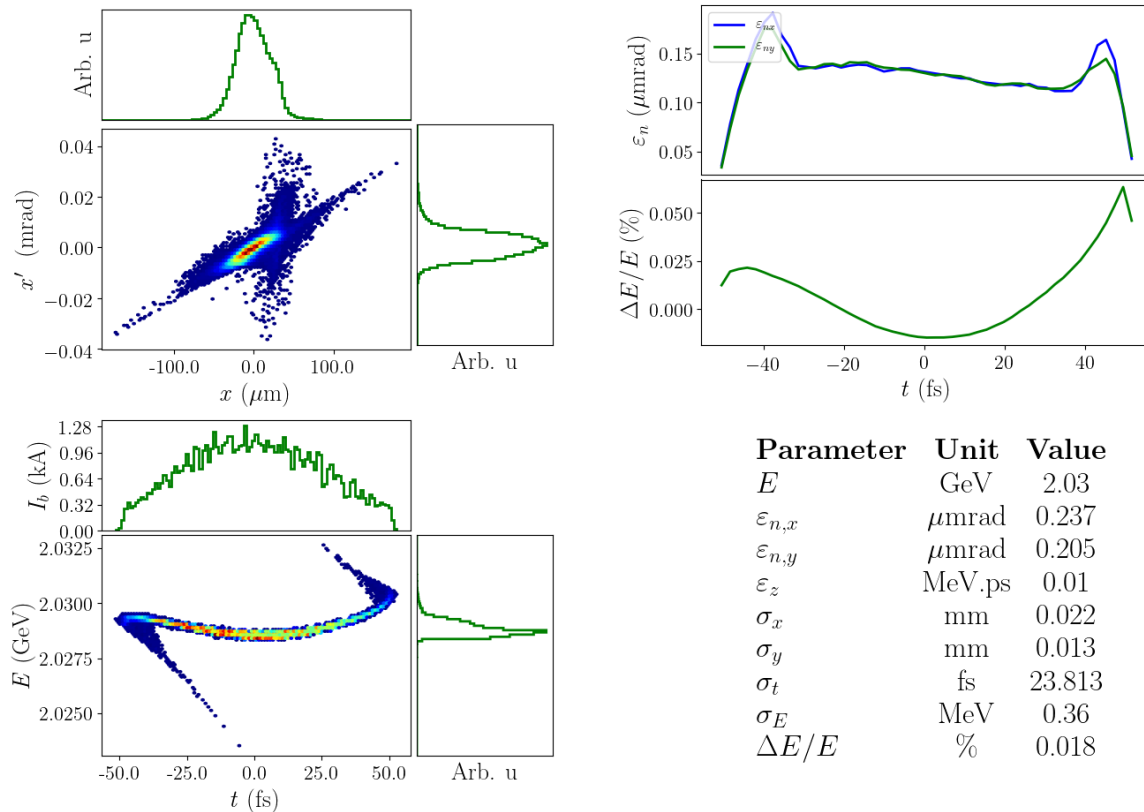 Arb. u
0.04
0.02
0.00
−0.02
−0.04
x′ (mrad)
-100.0 0.0 100.0
x (μm)
Arb. u
ε_nx
ε_ny
0.15
0.10
0.05
ε_n (μmrad)
0.050
0.025
0.000
ΔE/E (%)
−40 −20 0 20 40
t (fs)
1.28
0.96
0.64
0.32
0.00
I_b (kA)
2.0325
2.0300
2.0275
2.0250
E (GeV)
-50.0 -25.0 0.0 25.0 50.0
t (fs)
Arb. u
Parameter Unit Value
E GeV 2.03
ε_n,x μmrad 0.237
ε_n,y μmrad 0.205
ε_z MeV.ps 0.01
σ_x mm 0.022
σ_y mm 0.013
σ_t fs 23.813
σ_E MeV 0.36
ΔE/E % 0.018